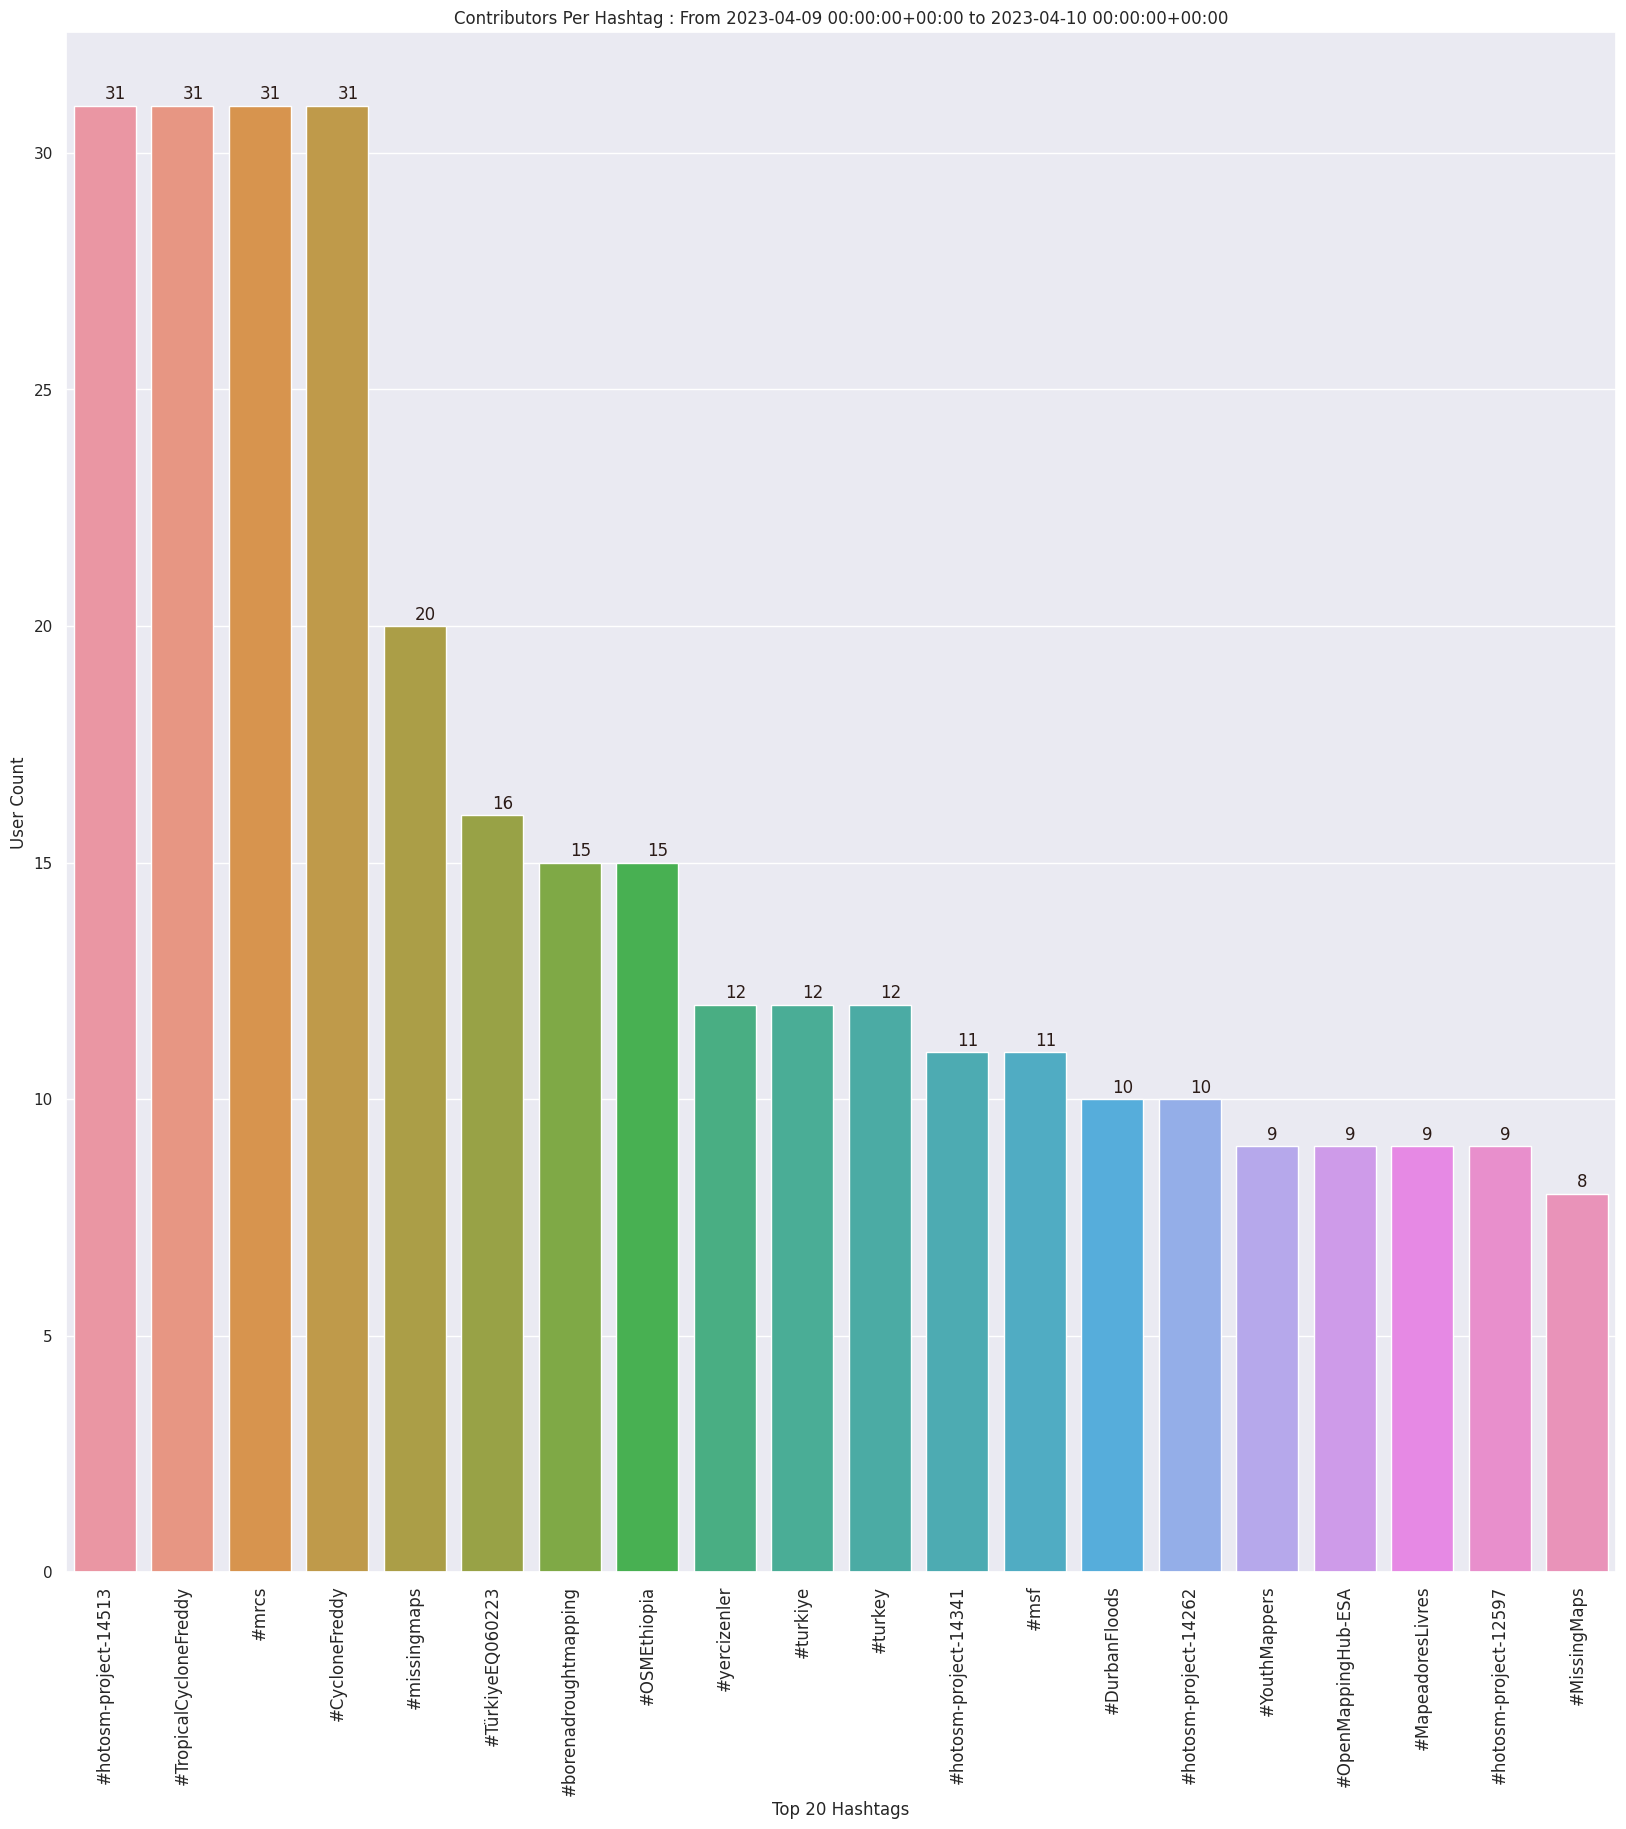 Contributors Per Hashtag : From 2023-04-09 00:00:00+00:00 to 2023-04-10 00:00:00+00:00
31
31
31
31
20
16
15
15
12
12
12
11
11
10
10
9
9
9
9
8
User Count
30
25
20
15
10
5
0
#hotosm-project-14513
#TropicalCycloneFreddy
#mrcs
#CycloneFreddy
#missingmaps
#TürkiyeEQ060223
#borenadroughtmapping
#OSMEthiopia
#yercizenler
#turkiye
#turkey
#hotosm-project-14341
#msf
#DurbanFloods
#hotosm-project-14262
#YouthMappers
#OpenMappingHub-ESA
#MapeadoresLivres
#hotosm-project-12597
#MissingMaps
Top 20 Hashtags